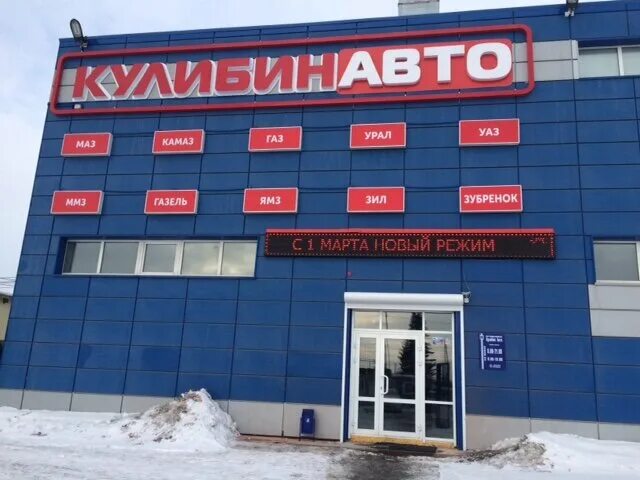 КУЛИБИНАВТО
МАЗ КАМАЗ ГАЗ УРАЛ УАЗ
ММЗ ГАЗЕЛЬ ЯМЗ ЗИЛ ЗУБРЕНОК
С 1 МАРТА НОВЫЙ РЕЖИМ